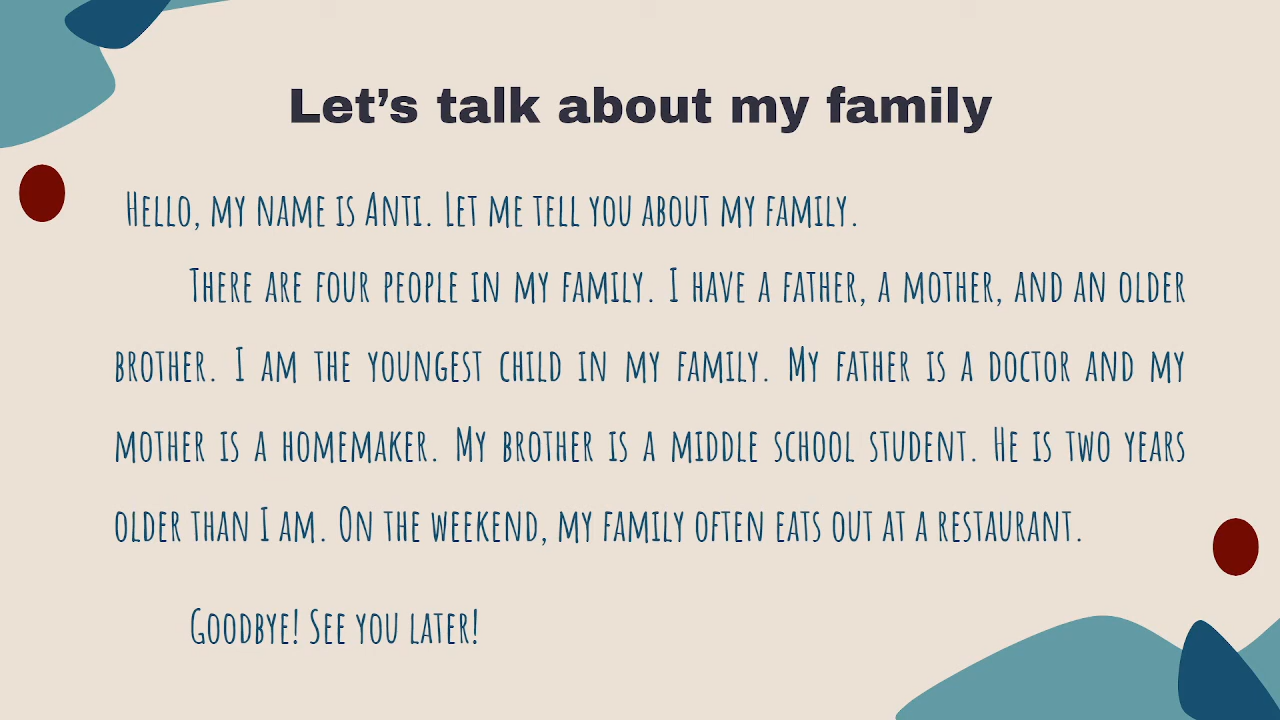 Let’s talk about my family
Hello, my name is Anti. Let me tell you about my family.
There are four people in my family. I have a father, a mother, and an older
brother. I am the youngest child in my family. My father is a doctor and my
mother is a homemaker. My brother is a middle school student. He is two years
older than I am. On the weekend, my family often eats out at a restaurant.
Goodbye! See you later!